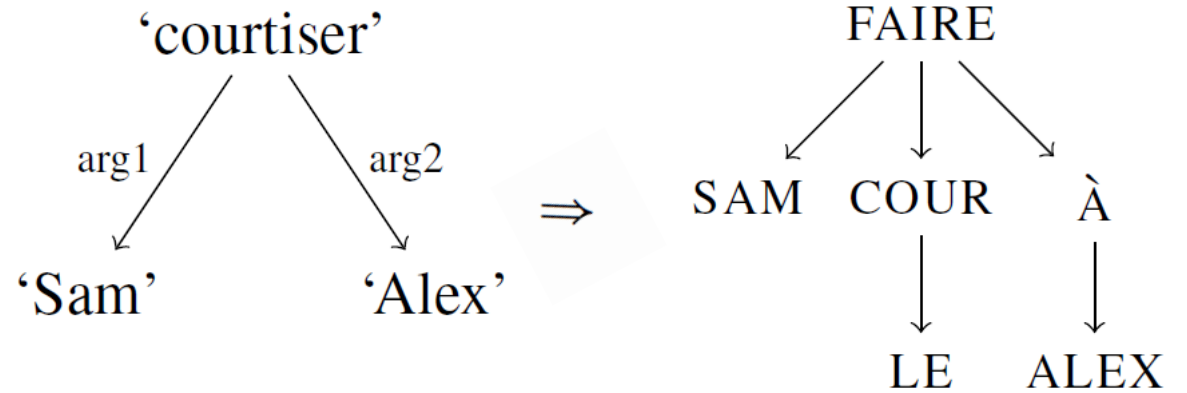 ‘courtiser’
arg1 arg2
‘Sam’ ‘Alex’
⇒
FAIRE
SAM COUR À
LE ALEX